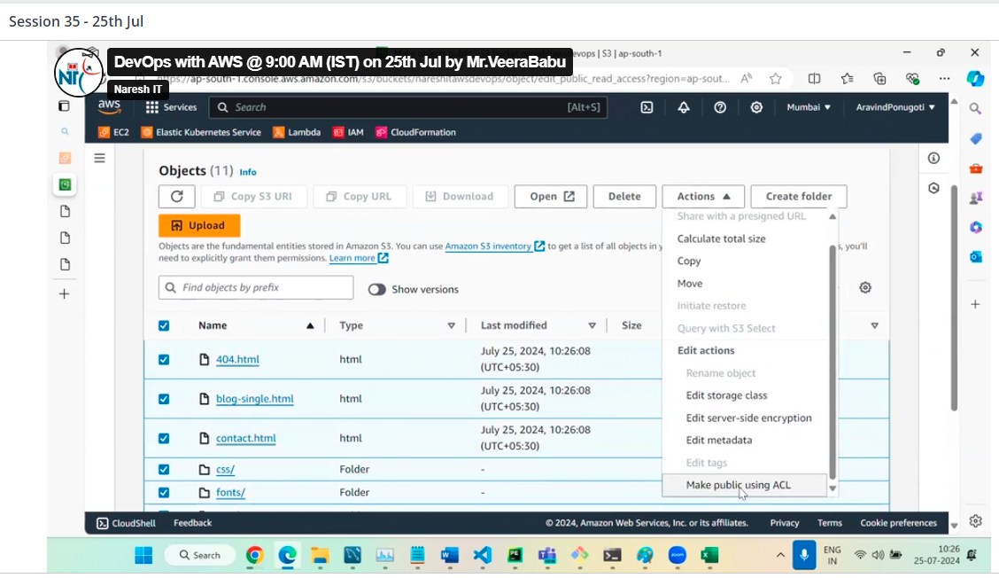 Session 35 - 25th Jul
DevOps with AWS @ 9:00 AM (IST) on 25th Jul by Mr.VeeraBabu
devops | S3 | ap-south-1
Naresh IT
https://ap-south-1.console.aws.amazon.com/s3/buckets/nareshitawsdevops/object/edit_public_read_access?region=ap-sout...
aws
Services
Search
[Alt+S]
Mumbai
AravindPonugoti
EC2
Elastic Kubernetes Service
Lambda
IAM
CloudFormation
Objects (11) Info
Copy S3 URI
Copy URL
Download
Open
Delete
Actions
Create folder
Upload
Share with a presigned URL
Calculate total size
Copy
Move
Initiate restore
Query with S3 Select
Edit actions
Rename object
Edit storage class
Edit server-side encryption
Edit metadata
Edit tags
Make public using ACL
Objects are the fundamental entities stored in Amazon S3. You can use Amazon S3 inventory to get a list of all objects in y s, you'll
need to explicitly grant them permissions. Learn more
Find objects by prefix
Show versions
Name
Type
Last modified
Size
404.html
html
July 25, 2024, 10:26:08
(UTC+05:30)
blog-single.html
html
July 25, 2024, 10:26:08
(UTC+05:30)
contact.html
html
July 25, 2024, 10:26:08
(UTC+05:30)
css/
Folder
-
fonts/
Folder
-
CloudShell
Feedback
© 2024, Amazon Web Services, Inc. or its affiliates.
Privacy
Terms
Cookie preferences
Search
ENG
IN
10:26
25-07-2024